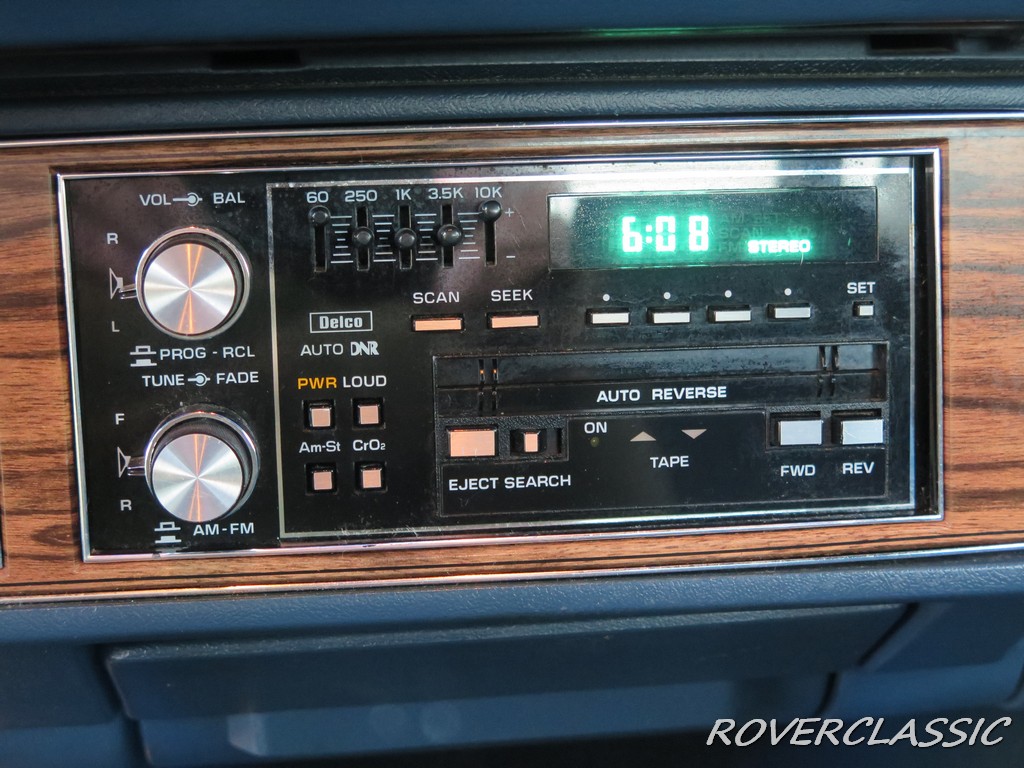 VOL BAL
R
L
PROG - RCL
TUNE FADE
F
R
AM-FM
60 250 1K 3.5K 10K
+
-
6:08
STEREO
SCAN SEEK
SET
Delco
AUTO DNR
PWR LOUD
Am-St CrO₂
AUTO REVERSE
ON
TAPE
EJECT SEARCH
FWD REV
ROVERCLASSIC